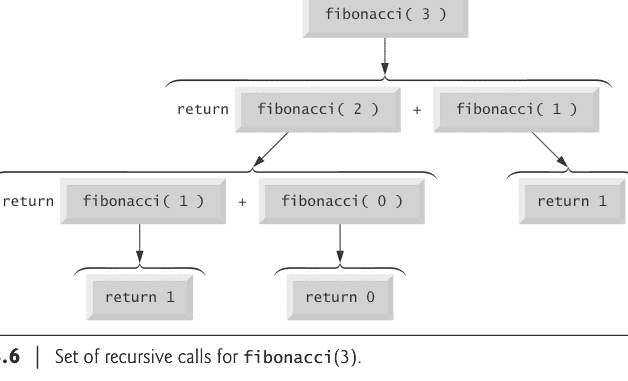 fibonacci( 3 )
return fibonacci( 2 ) + fibonacci( 1 )
return fibonacci( 1 ) + fibonacci( 0 ) return 1
return 1 return 0
.6 | Set of recursive calls for fibonacci(3).